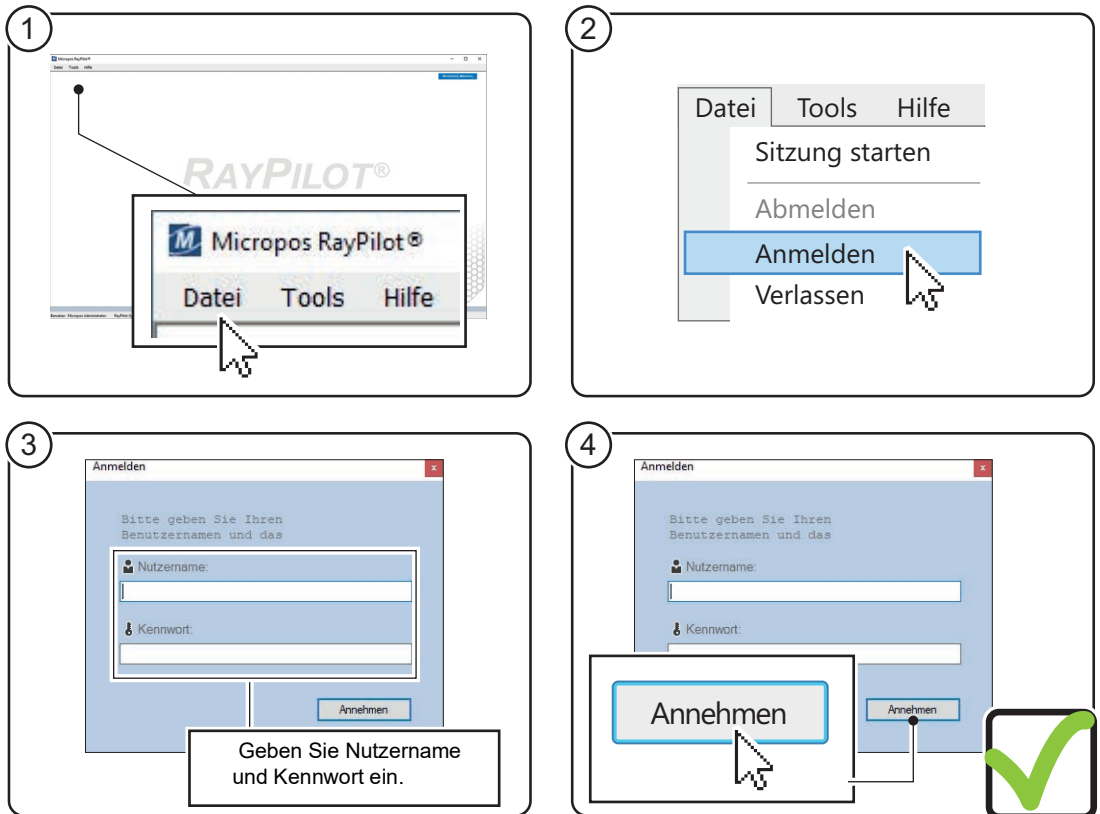 1
Micropos RayPilot®
Datei Tools Hilfe
RAYPILOT®
Micropos RayPilot®
Datei Tools Hilfe
2
Datei Tools Hilfe
Sitzung starten
Abmelden
Anmelden
Verlassen
3
Anmelden
x
Bitte geben Sie Ihren
Benutzernamen und das
Nutzername:
Kennwort:
Annehmen
Geben Sie Nutzername
und Kennwort ein.
4
Anmelden
x
Bitte geben Sie Ihren
Benutzernamen und das
Nutzername:
Kennwort:
Annehmen
Annehmen